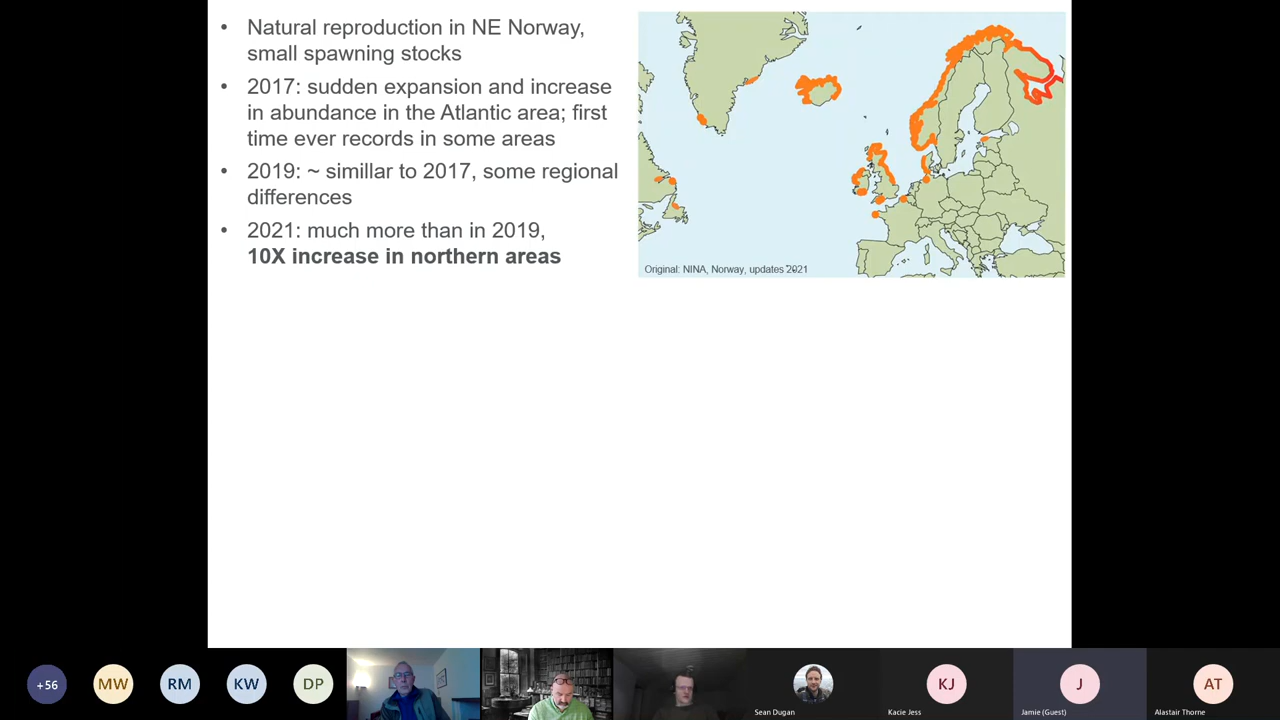 • Natural reproduction in NE Norway,
small spawning stocks
• 2017: sudden expansion and increase
in abundance in the Atlantic area; first
time ever records in some areas
• 2019: ~ simillar to 2017, some regional
differences
• 2021: much more than in 2019,
10X increase in northern areas
Original: NINA, Norway, updates 2021
+56
MW
RM
KW
DP
Sean Dugan
KJ
Kacie Jess
J
Jamie (Guest)
AT
Alastair Thorne